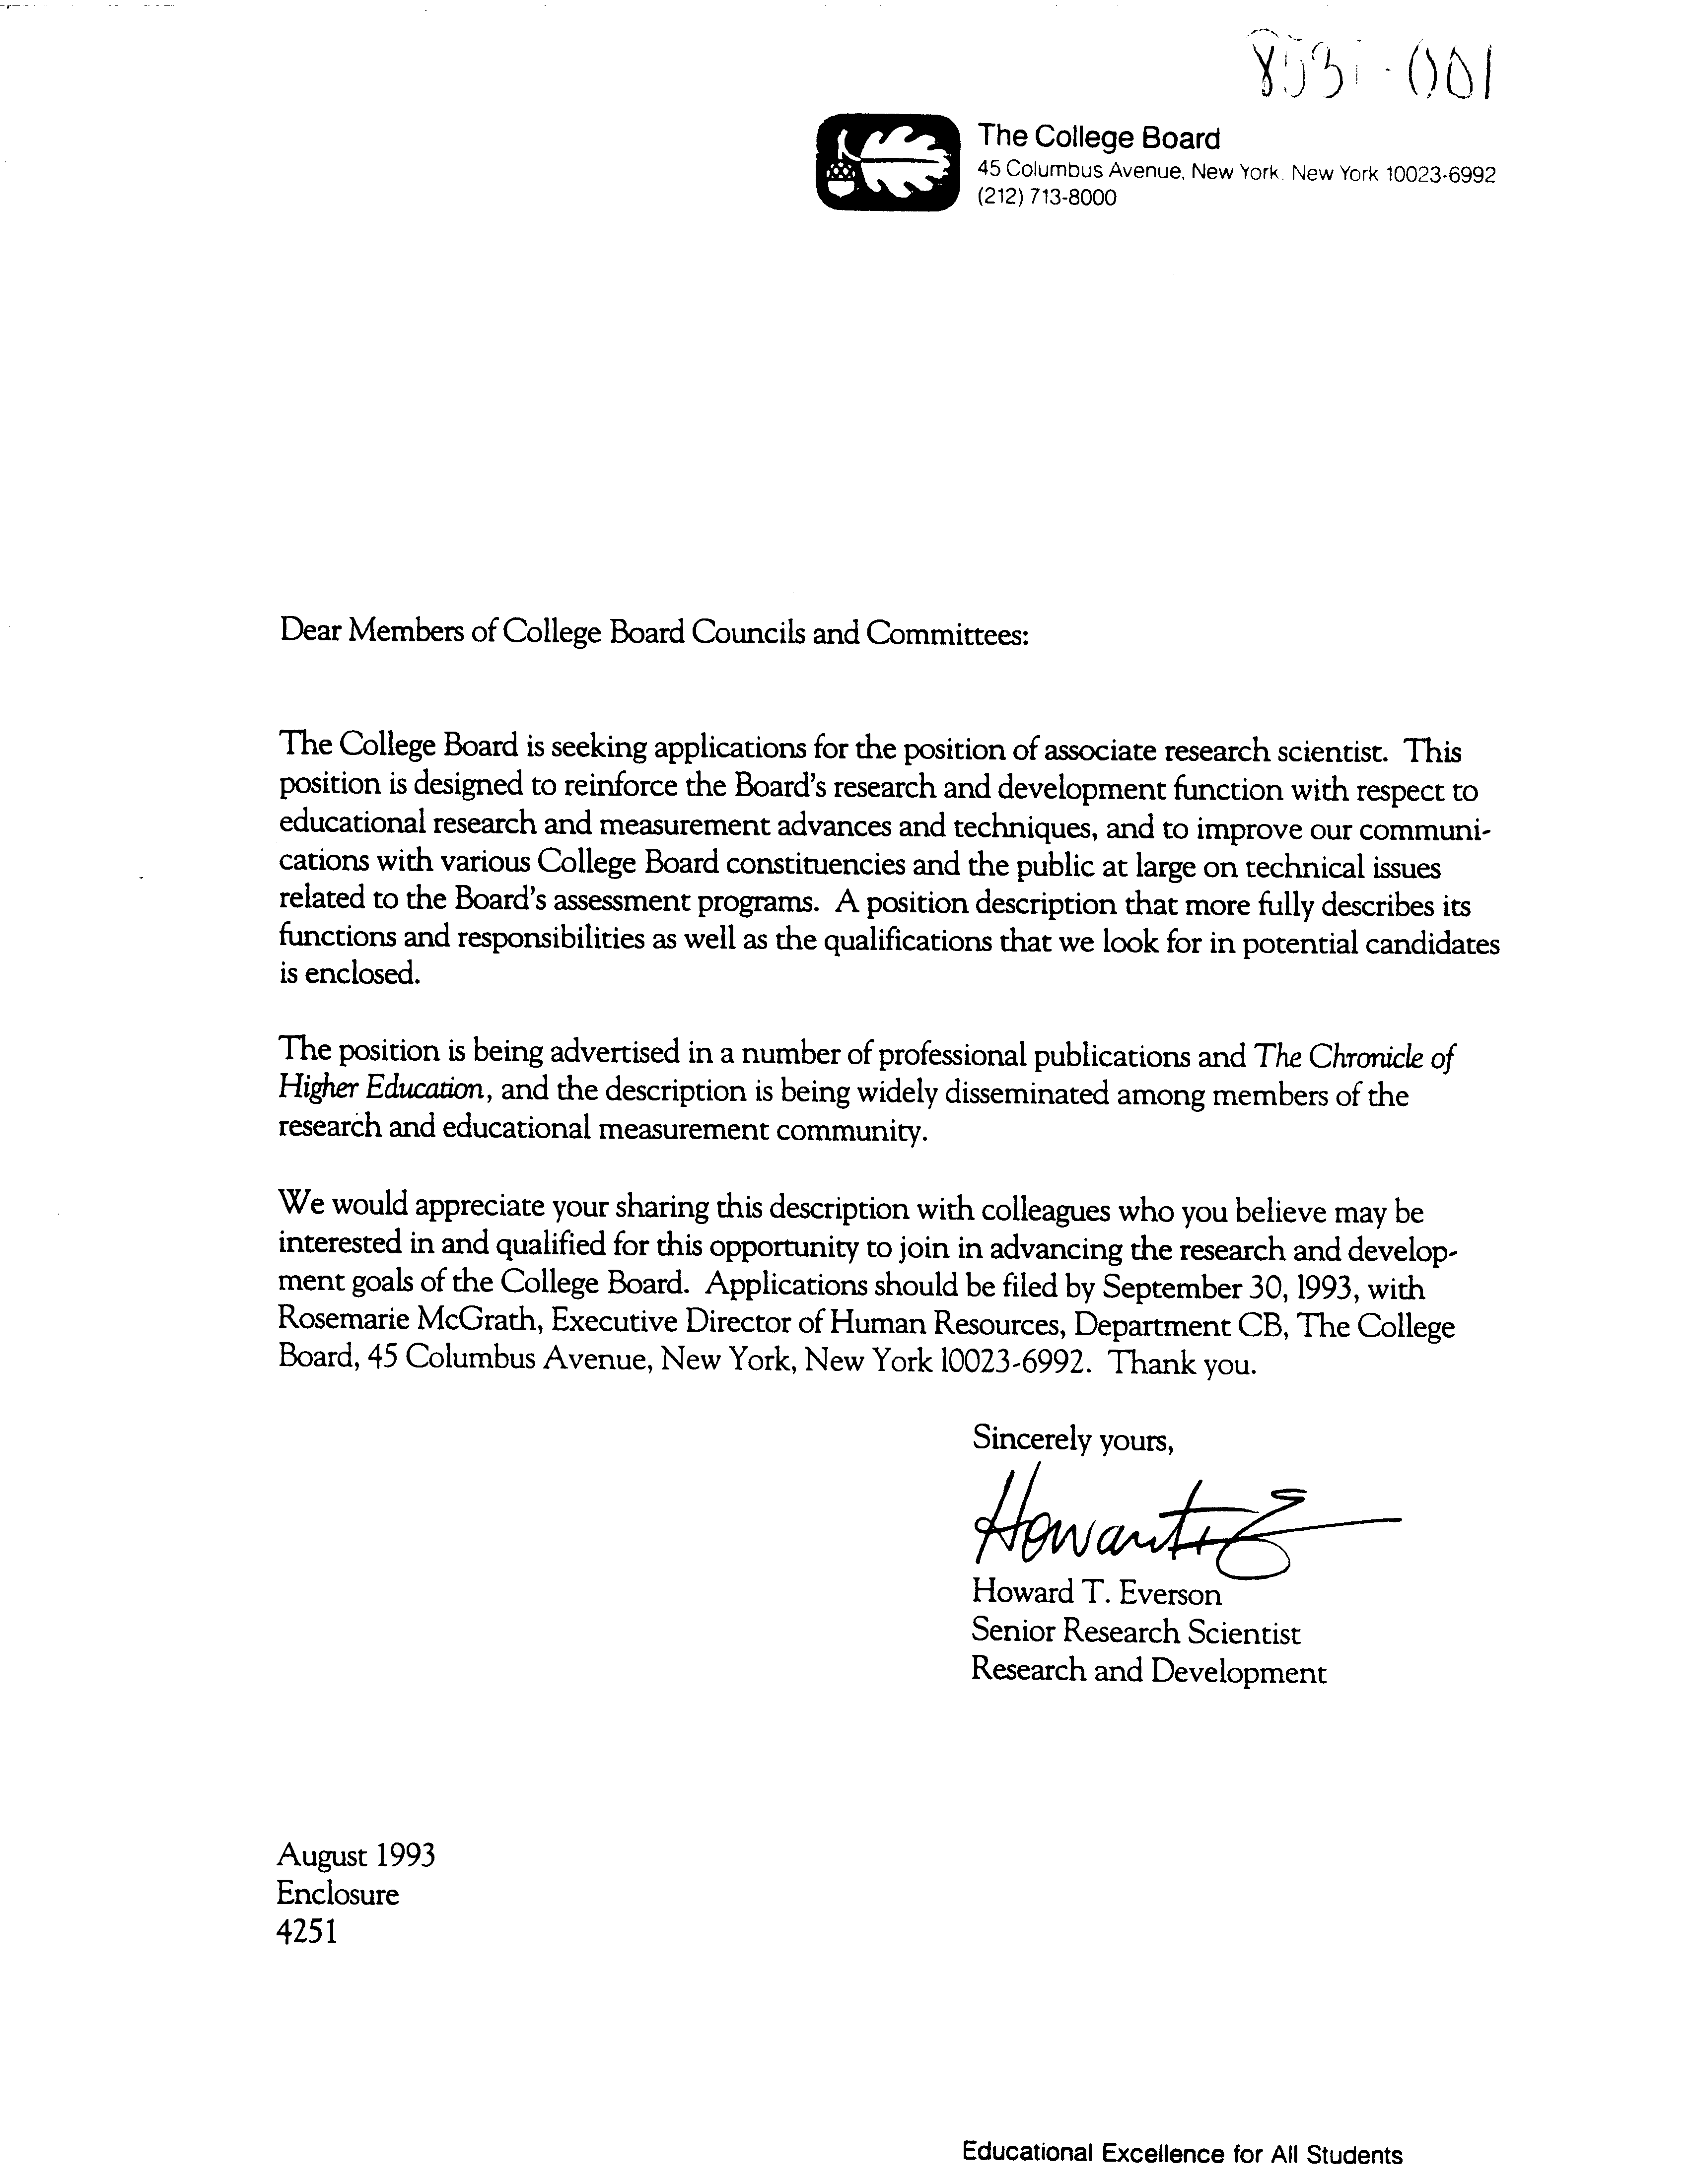 The College Board
45 Columbus Avenue, New York, New York 10023-6992
(212) 713-8000
Dear Members of College Board Councils and Committees:
The College Board is seeking applications for the position of associate research scientist. This
position is designed to reinforce the Board's research and development function with respect to
educational research and measurement advances and techniques, and to improve our communi-
cations with various College Board constituencies and the public at large on technical issues
related to the Board's assessment programs. A position description that more fully describes its
functions and responsibilities as well as the qualifications that we look for in potential candidates
is enclosed.
The position is being advertised in a number of professional publications and The Chronicle of
Higher Education, and the description is being widely disseminated among members of the
research and educational measurement community.
We would appreciate your sharing this description with colleagues who you believe may be
interested in and qualified for this opportunity to join in advancing the research and develop-
ment goals of the College Board. Applications should be filed by September 30, 1993, with
Rosemarie McGrath, Executive Director of Human Resources, Department CB, The College
Board, 45 Columbus Avenue, New York, New York 10023-6992. Thank you.
Sincerely yours,
Howard T. Everson
Senior Research Scientist
Research and Development
August 1993
Enclosure
4251
Educational Excellence for All Students